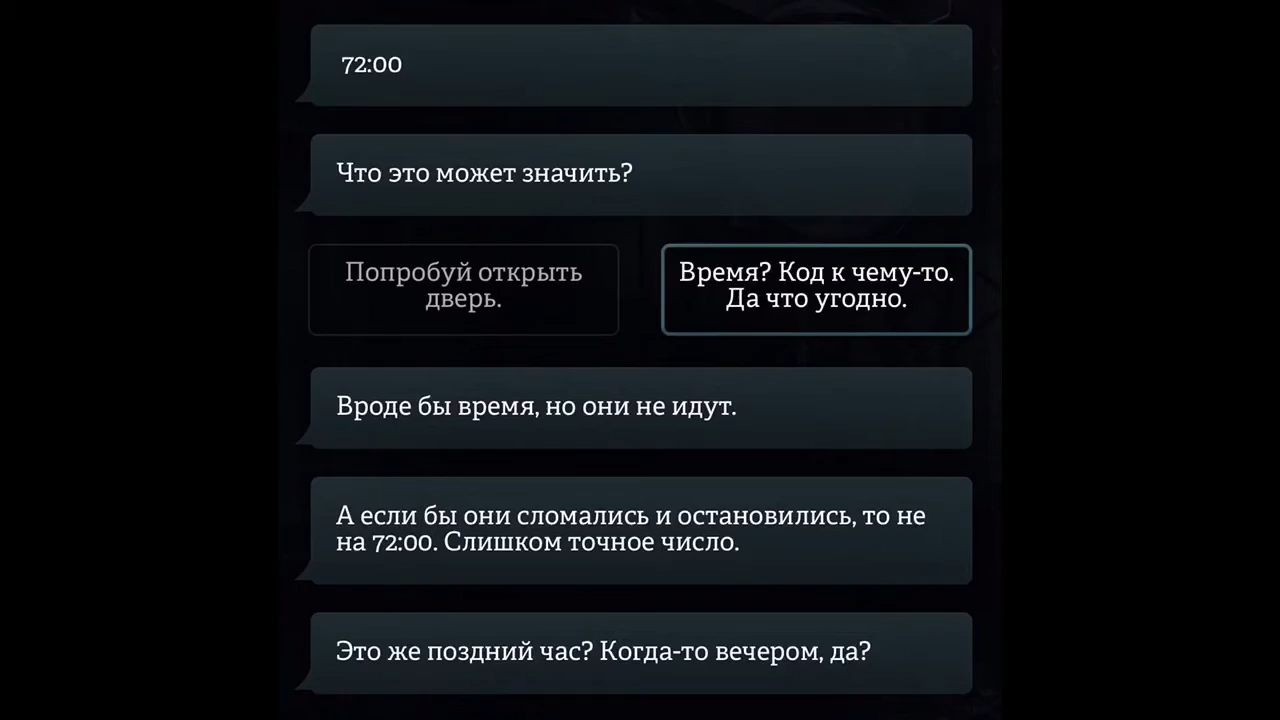 72:00
Что это может значить?
Попробуй открыть
дверь.
Время? Код к чему-то.
Да что угодно.
Вроде бы время, но они не идут.
А если бы они сломались и остановились, то не
на 72:00. Слишком точное число.
Это же поздний час? Когда-то вечером, да?